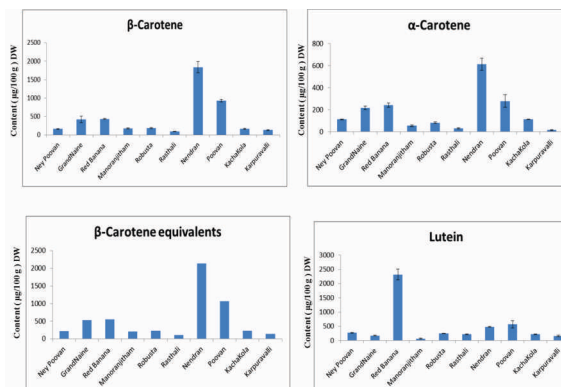 β-Carotene
Content ( µg/100 g ) DW
2500
2000
1500
1000
500
0
Ney Poovan
GrandNaine
Red Banana
Manoranjitham
Robusta
Rasthali
Nendran
Poovan
KachaKola
Karpuravalli
α-Carotene
Content ( µg/100 g ) DW
800
600
400
200
0
Ney Poovan
GrandNaine
Red Banana
Manoranjitham
Robusta
Rasthali
Nendran
Poovan
KachaKola
Karpuravalli
β-Carotene equivalents
Content ( µg/100 g ) DW
2500
2000
1500
1000
500
0
Ney Poovan
GrandNaine
Red Banana
Manoranjitham
Robusta
Rasthali
Nendran
Poovan
KachaKola
Karpuravalli
Lutein
Content ( µg/100 g ) DW
3000
2500
2000
1500
1000
500
0
Ney Poovan
GrandNaine
Red Banana
Manoranjitham
Robusta
Rasthali
Nendran
Poovan
KachaKola
Karpuravalli